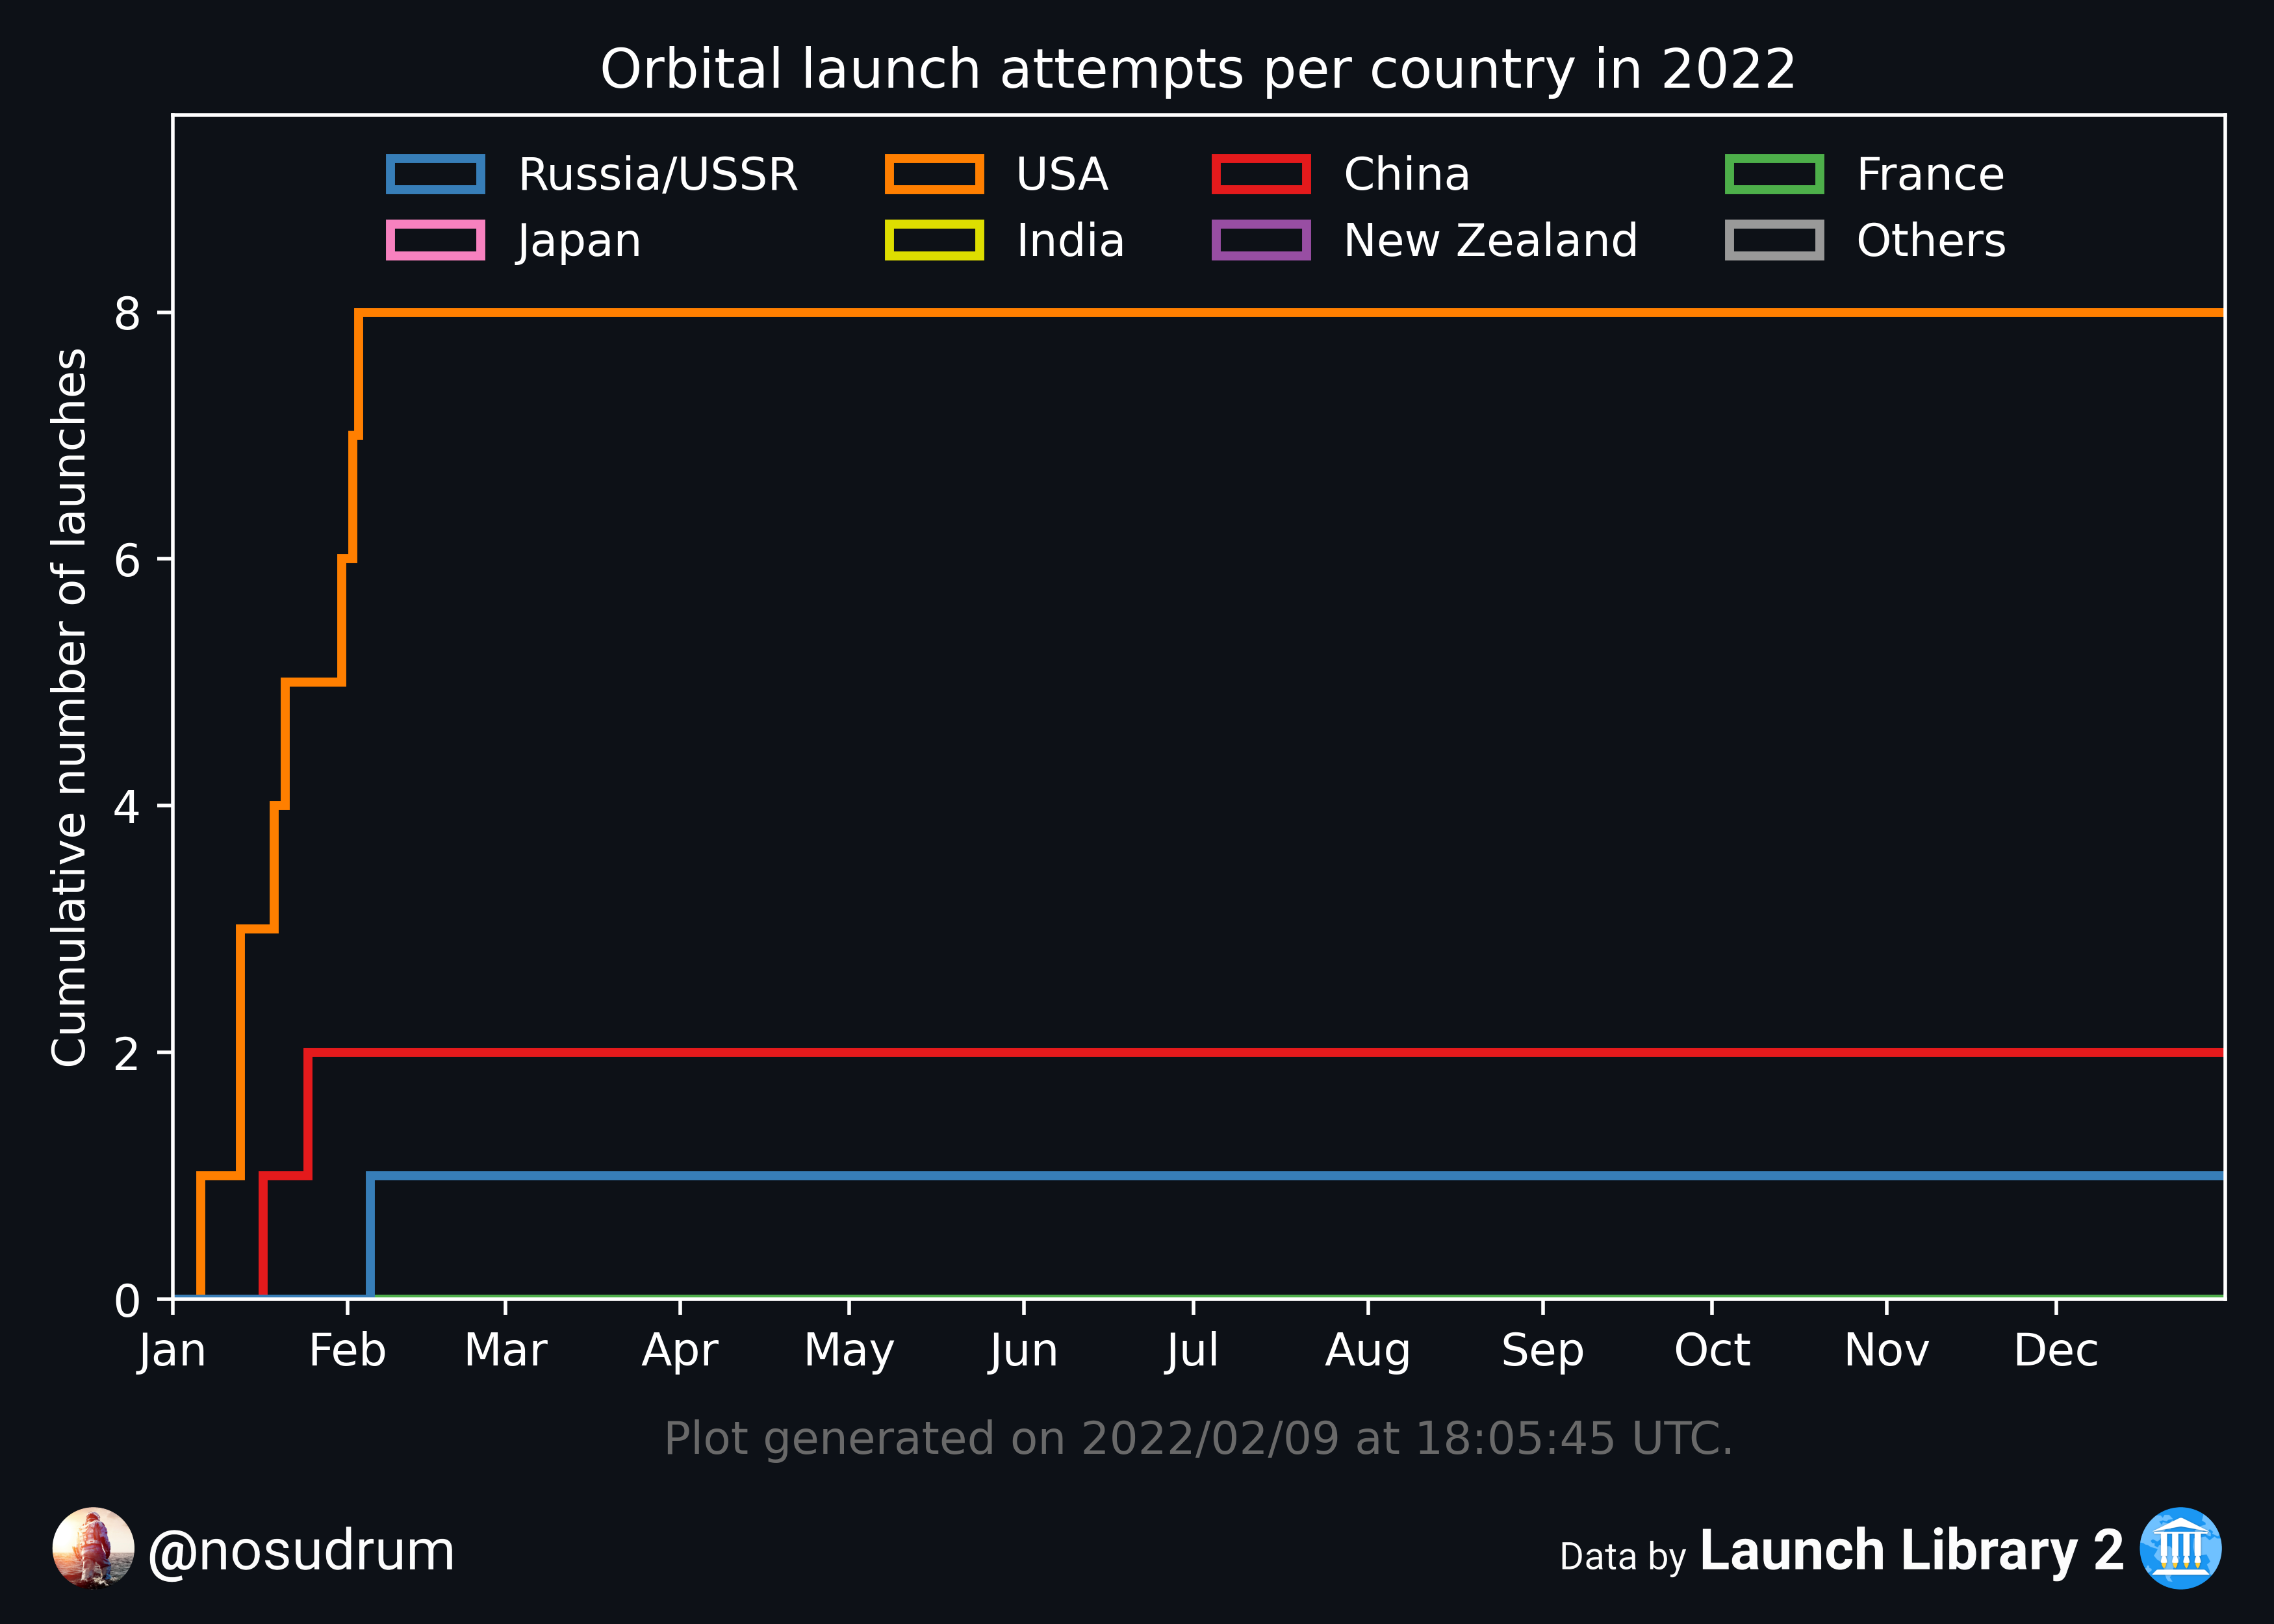 Orbital launch attempts per country in 2022
Russia/USSR USA China France
Japan India New Zealand Others
Cumulative number of launches
8
6
4
2
0
Jan Feb Mar Apr May Jun Jul Aug Sep Oct Nov Dec
Plot generated on 2022/02/09 at 18:05:45 UTC.
@nosudrum
Data by Launch Library 2